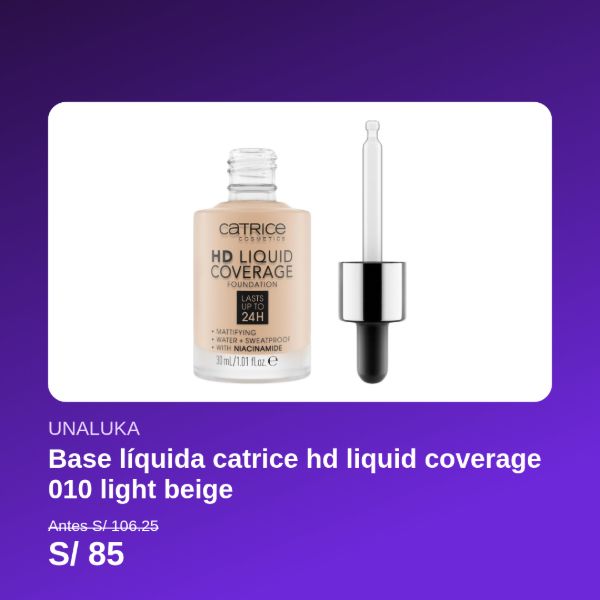 CATRICE
COSMETICS
HD LIQUID
COVERAGE
FOUNDATION
LASTS
UP TO
24H
• MATTIFYING
• WATER + SWEATPROOF
• WITH NIACINAMIDE
30 mL/1.01 fl.oz. ℮
UNALUKA
Base líquida catrice hd liquid coverage
010 light beige
Antes S/ 106.25
S/ 85